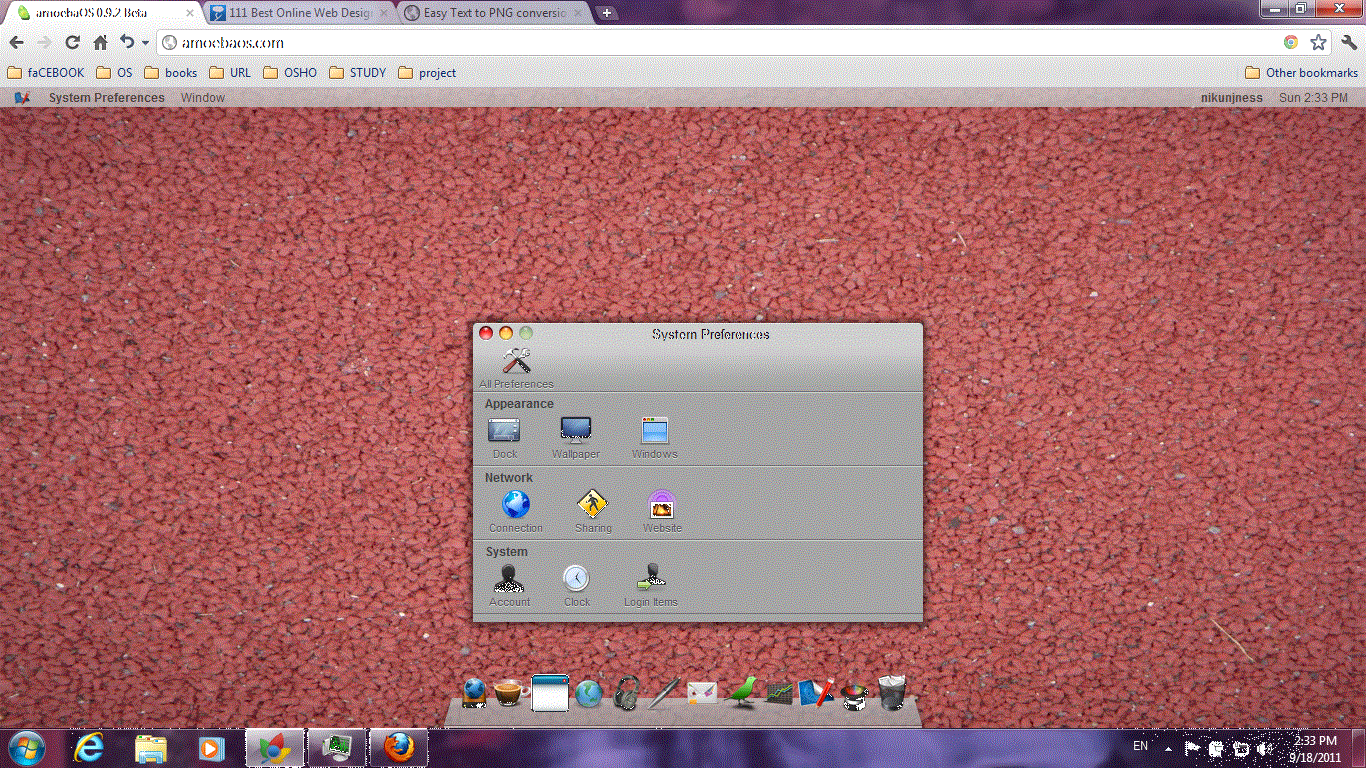 amoebaOS 0.9.2 Beta
111 Best Online Web Desig
Easy Text to PNG conversio
amoebaos.com
faCEBOOK OS books URL OSHO STUDY project Other bookmarks
System Preferences Window nikunjness Sun 2:33 PM
System Preferences
All Preferences
Appearance
Dock Wallpaper Windows
Network
Connection Sharing Website
System
Account Clock Login Items
EN 2:33 PM
9/18/2011